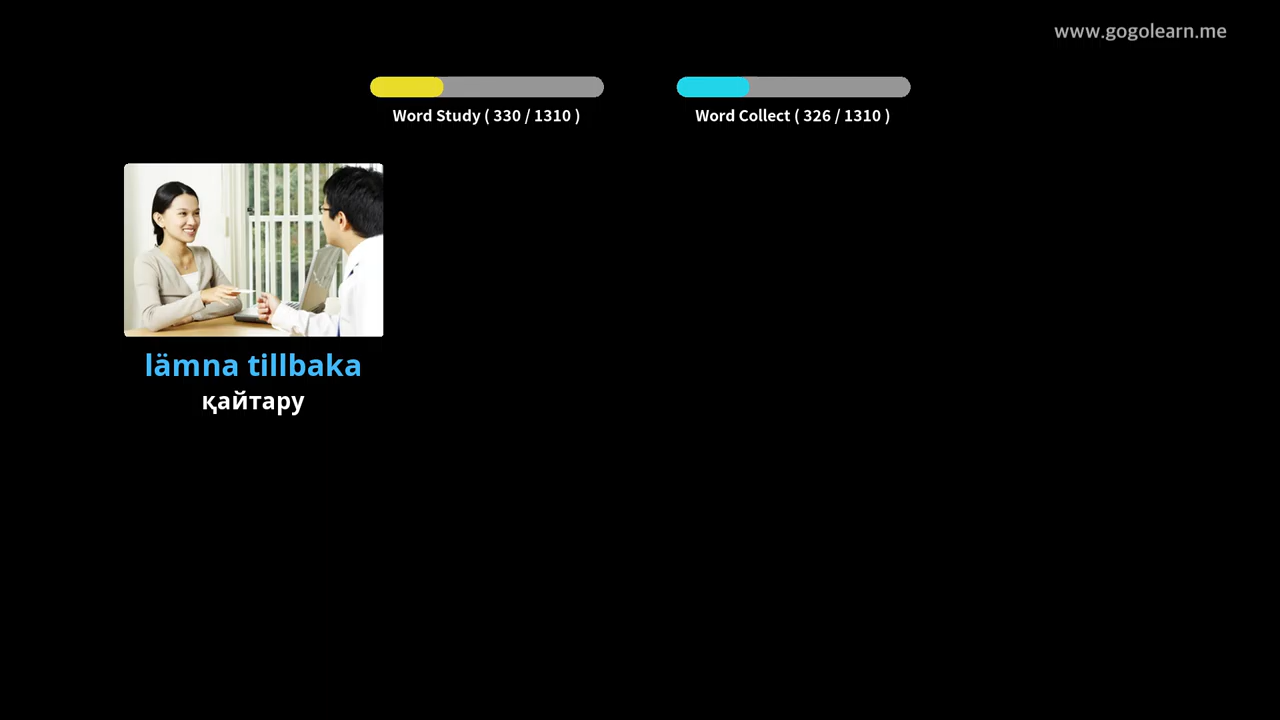 www.gogolearn.me
Word Study ( 330 / 1310 )
Word Collect ( 326 / 1310 )
lämna tillbaka
қайтару